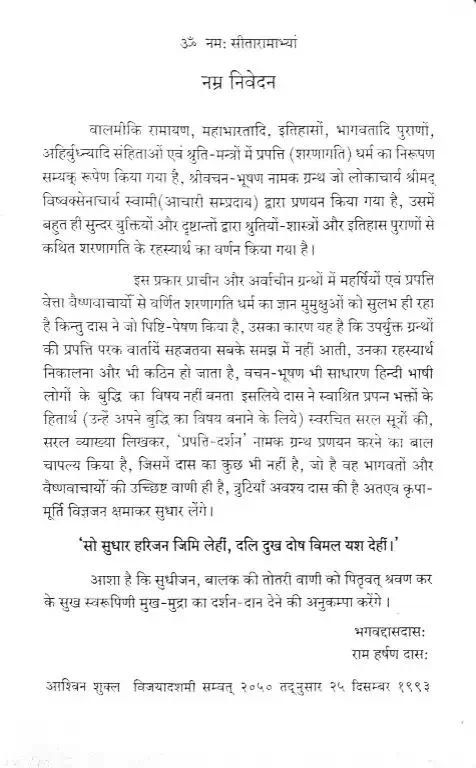 ॐ नमः सीतारामाभ्यां
नम्र निवेदन
वाल्मीकि रामायण, महाभारतादि, इतिहासों, भागवतादि पुराणों,
अहिर्बुध्न्यादि संहिताओं एवं श्रुति-मन्त्रों में प्रपत्ति (शरणागति) धर्म का निरूपण
सम्यक् रूपेण किया गया है, श्रीवचन-भूषण नामक ग्रन्थ जो लोकाचार्य श्रीमद्
विष्वक्सेनाचार्य स्वामी(आचारी सम्प्रदाय) द्वारा प्रणयन किया गया है, उसमें
बहुत ही सुन्दर युक्तियों और दृष्टान्तों द्वारा श्रुतियों-शास्त्रों और इतिहास पुराणों से
कथित शरणागति के रहस्यार्थ का वर्णन किया गया है।
इस प्रकार प्राचीन और अर्वाचीन ग्रन्थों में महर्षियों एवं प्रपत्ति
वेत्ता वैष्णवाचार्यो से वर्णित शरणागति धर्म का ज्ञान मुमुक्षुओं को सुलभ ही रहा
है किन्तु दास ने जो पिष्टि-पेषण किया है, उसका कारण यह है कि उपर्युक्त ग्रन्थों
की प्रपत्ति परक वार्तायें सहजतया सबके समझ में नहीं आती, उनका रहस्यार्थ
निकालना और भी कठिन हो जाता है, वचन-भूषण भी साधारण हिन्दी भाषी
लोगों के बुद्धि का विषय नहीं बनता इसलिये दास ने स्वाश्रित प्रपन्न भक्तों के
हितार्थ (उन्हें अपने बुद्धि का विषय बनाने के लिये) स्वरचित सरल सूत्रों की,
सरल व्याख्या लिखकर, 'प्रपति-दर्शन' नामक ग्रन्थ प्रणयन करने का बाल
चापल्य किया है, जिसमें दास का कुछ भी नहीं है, जो है वह भागवतों और
वैष्णवाचार्यो की उच्छिष्ट वाणी ही है, त्रुटियाँ अवश्य दास की है अतएव कृपा-
मूर्ति विज्ञजन क्षमाकर सुधार लेंगे।
'सो सुधार हरिजन जिमि लेहीं, दलि दुख दोष विमल यश देहीं।'
आशा है कि सुधीजन, बालक की तोतरी वाणी को पितृवत् श्रवण कर
के सुख स्वरूपिणी मुख-मुद्रा का दर्शन-दान देने की अनुकम्पा करेंगे।
भगवद्दासदासः
राम हर्षण दासः
आश्विन शुक्ल विजयादशमी सम्वत् २०५० तद्नुसार २५ दिसम्बर १९९३